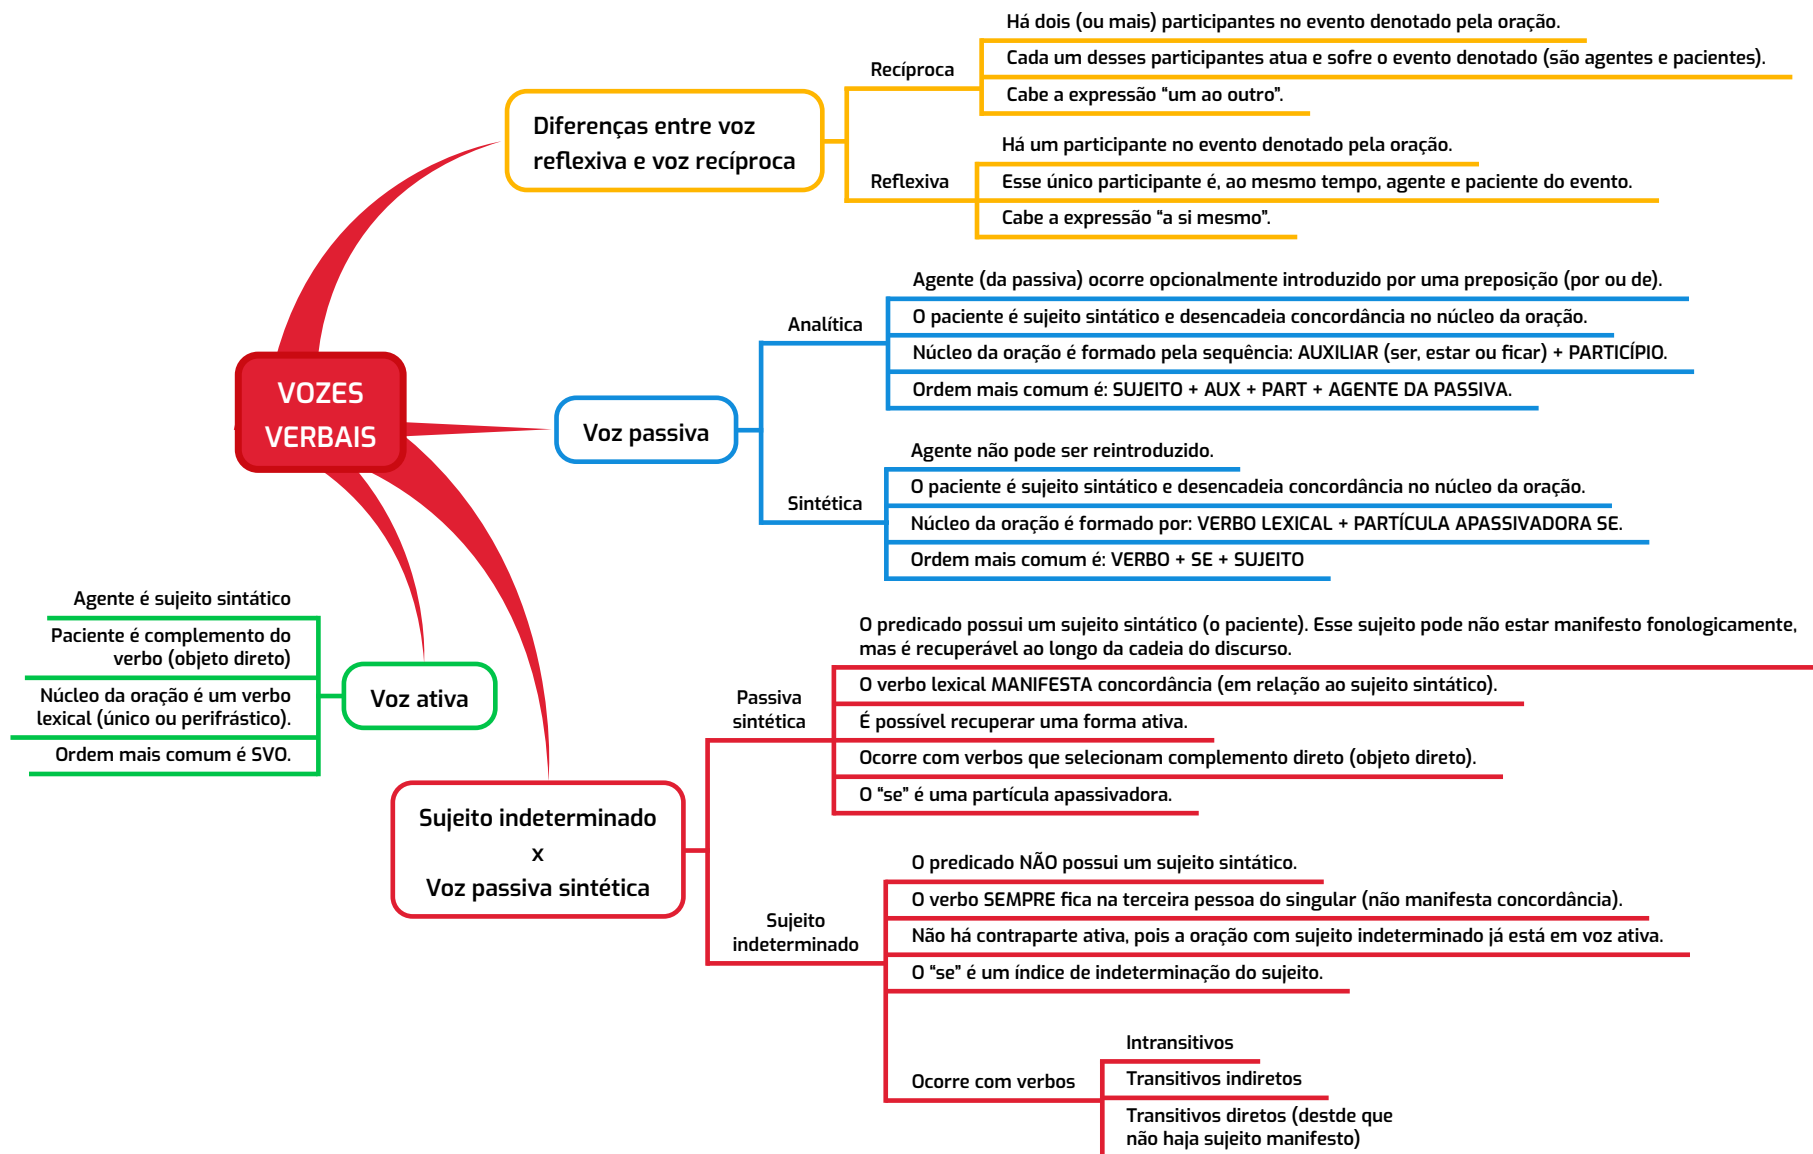 VOZES
VERBAIS
Diferenças entre voz
reflexiva e voz recíproca
Recíproca
Há dois (ou mais) participantes no evento denotado pela oração.
Cada um desses participantes atua e sofre o evento denotado (são agentes e pacientes).
Cabe a expressão “um ao outro”.
Reflexiva
Há um participante no evento denotado pela oração.
Esse único participante é, ao mesmo tempo, agente e paciente do evento.
Cabe a expressão “a si mesmo”.
Voz passiva
Analítica
Agente (da passiva) ocorre opcionalmente introduzido por uma preposição (por ou de).
O paciente é sujeito sintático e desencadeia concordância no núcleo da oração.
Núcleo da oração é formado pela sequência: AUXILIAR (ser, estar ou ficar) + PARTICÍPIO.
Ordem mais comum é: SUJEITO + AUX + PART + AGENTE DA PASSIVA.
Sintética
Agente não pode ser reintroduzido.
O paciente é sujeito sintático e desencadeia concordância no núcleo da oração.
Núcleo da oração é formado por: VERBO LEXICAL + PARTÍCULA APASSIVADORA SE.
Ordem mais comum é: VERBO + SE + SUJEITO
Voz ativa
Agente é sujeito sintático
Paciente é complemento do
verbo (objeto direto)
Núcleo da oração é um verbo
lexical (único ou perifrástico).
Ordem mais comum é SVO.
Sujeito indeterminado
x
Voz passiva sintética
Passiva
sintética
O predicado possui um sujeito sintático (o paciente). Esse sujeito pode não estar manifesto fonologicamente,
mas é recuperável ao longo da cadeia do discurso.
O verbo lexical MANIFESTA concordância (em relação ao sujeito sintático).
É possível recuperar uma forma ativa.
Ocorre com verbos que selecionam complemento direto (objeto direto).
O “se” é uma partícula apassivadora.
Sujeito
indeterminado
O predicado NÃO possui um sujeito sintático.
O verbo SEMPRE fica na terceira pessoa do singular (não manifesta concordância).
Não há contraparte ativa, pois a oração com sujeito indeterminado já está em voz ativa.
O “se” é um índice de indeterminação do sujeito.
Ocorre com verbos
Intransitivos
Transitivos indiretos
Transitivos diretos (destde que
não haja sujeito manifesto)